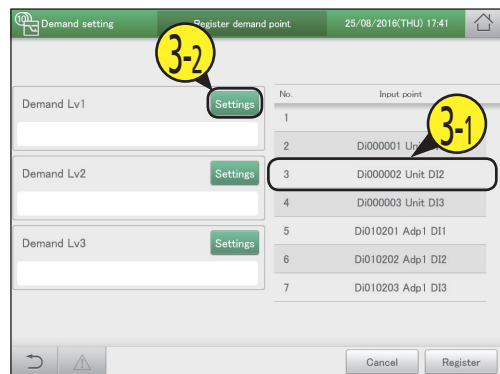 10 Demand setting
Register demand point.
25/08/2016(THU) 17:41
3-2
Demand Lv1
Settings
Demand Lv2
Settings
Demand Lv3
Settings
No.
Input point
1
3-1
2
Di000001
3
Di000002 Unit DI2
4
Di000003 Unit DI3
5
Di010201 Adp1 DI1
6
Di010202 Adp1 DI2
7
Di010203 Adp1 DI3
Cancel
Register